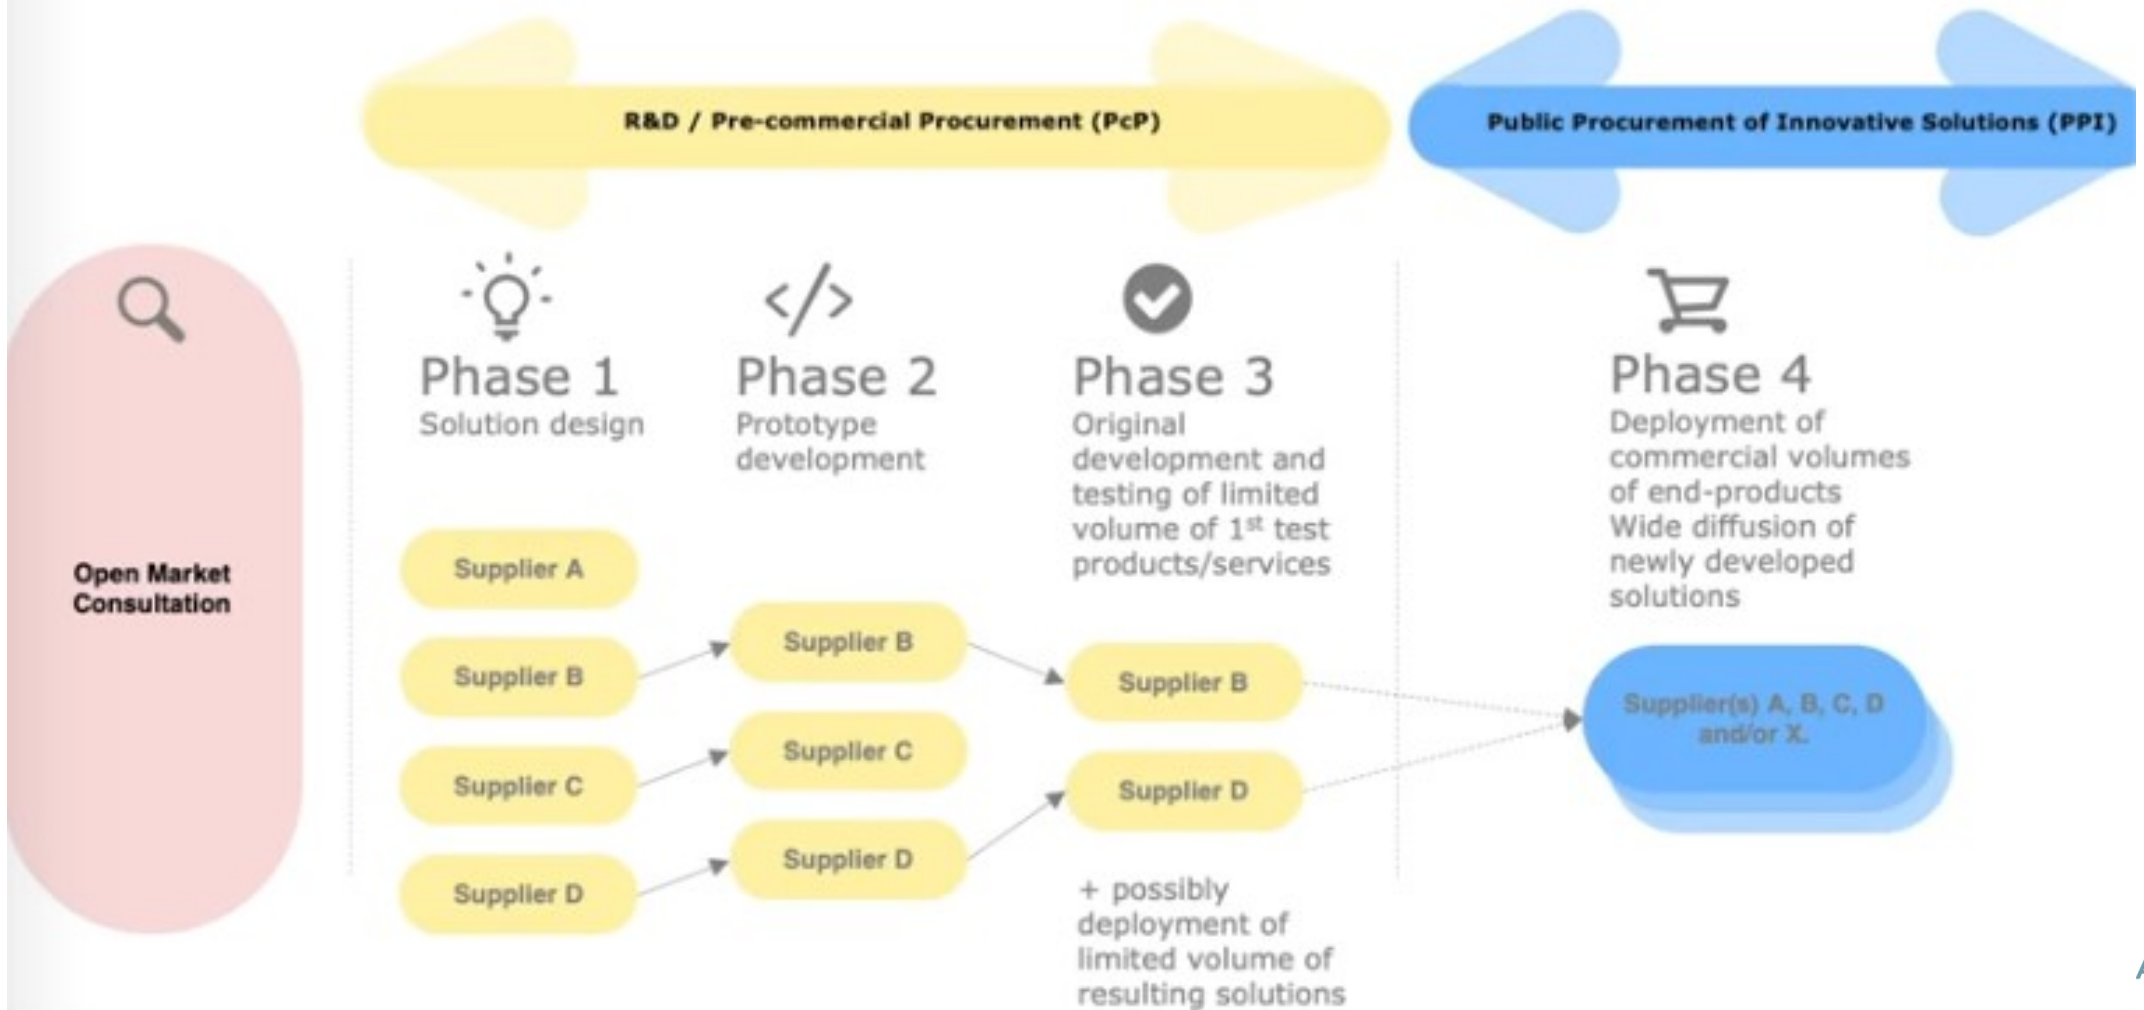 R&D / Pre-commercial Procurement (PcP)
Public Procurement of Innovative Solutions (PPI)
Open Market
Consultation
Phase 1
Solution design
Supplier A
Supplier B
Supplier C
Supplier D
</>
Phase 2
Prototype
development
Supplier B
Supplier C
Supplier D
Phase 3
Original
development and
testing of limited
volume of 1st test
products/services
Supplier B
Supplier D
+ possibly
deployment of
limited volume of
resulting solutions
Phase 4
Deployment of
commercial volumes
of end-products
Wide diffusion of
newly developed
solutions
Supplier(s) A, B, C, D
and/or X.